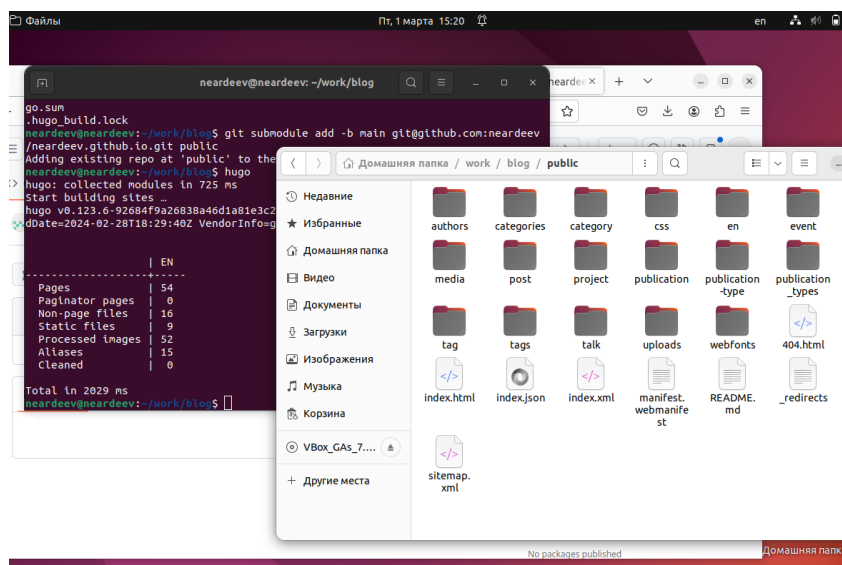 Файлы
Пт, 1 марта 15:20
en
neardeev@neardeev: ~/work/blog
go.sum
.hugo_build.lock
neardeev@neardeev:~/work/blog$ git submodule add -b main git@github.com:neardeev
/neardeev.github.io.git public
Adding existing repo at 'public' to the
neardeev@neardeev:~/work/blog$ hugo
hugo: collected modules in 725 ms
Start building sites …
hugo v0.123.6-92684f9a26838a46d1a81e3c2
dDate=2024-02-28T18:29:40Z VendorInfo=g
| EN
-------------------+-----
Pages | 54
Paginator pages | 0
Non-page files | 16
Static files | 9
Processed images | 52
Aliases | 15
Cleaned | 0
Total in 2029 ms
neardeev@neardeev:~/work/blog$
Домашняя папка / work / blog / public
Недавние
Избранные
Домашняя папка
Видео
Документы
Загрузки
Изображения
Музыка
Корзина
VBox_GAs_7....
+ Другие места
authors categories category css en event
media post project publication publication
-type publication
_types
tag tags talk uploads webfonts 404.html
index.html index.json index.xml manifest.
webmanife
st README.
md _redirects
sitemap.
xml
No packages published
Домашняя папк